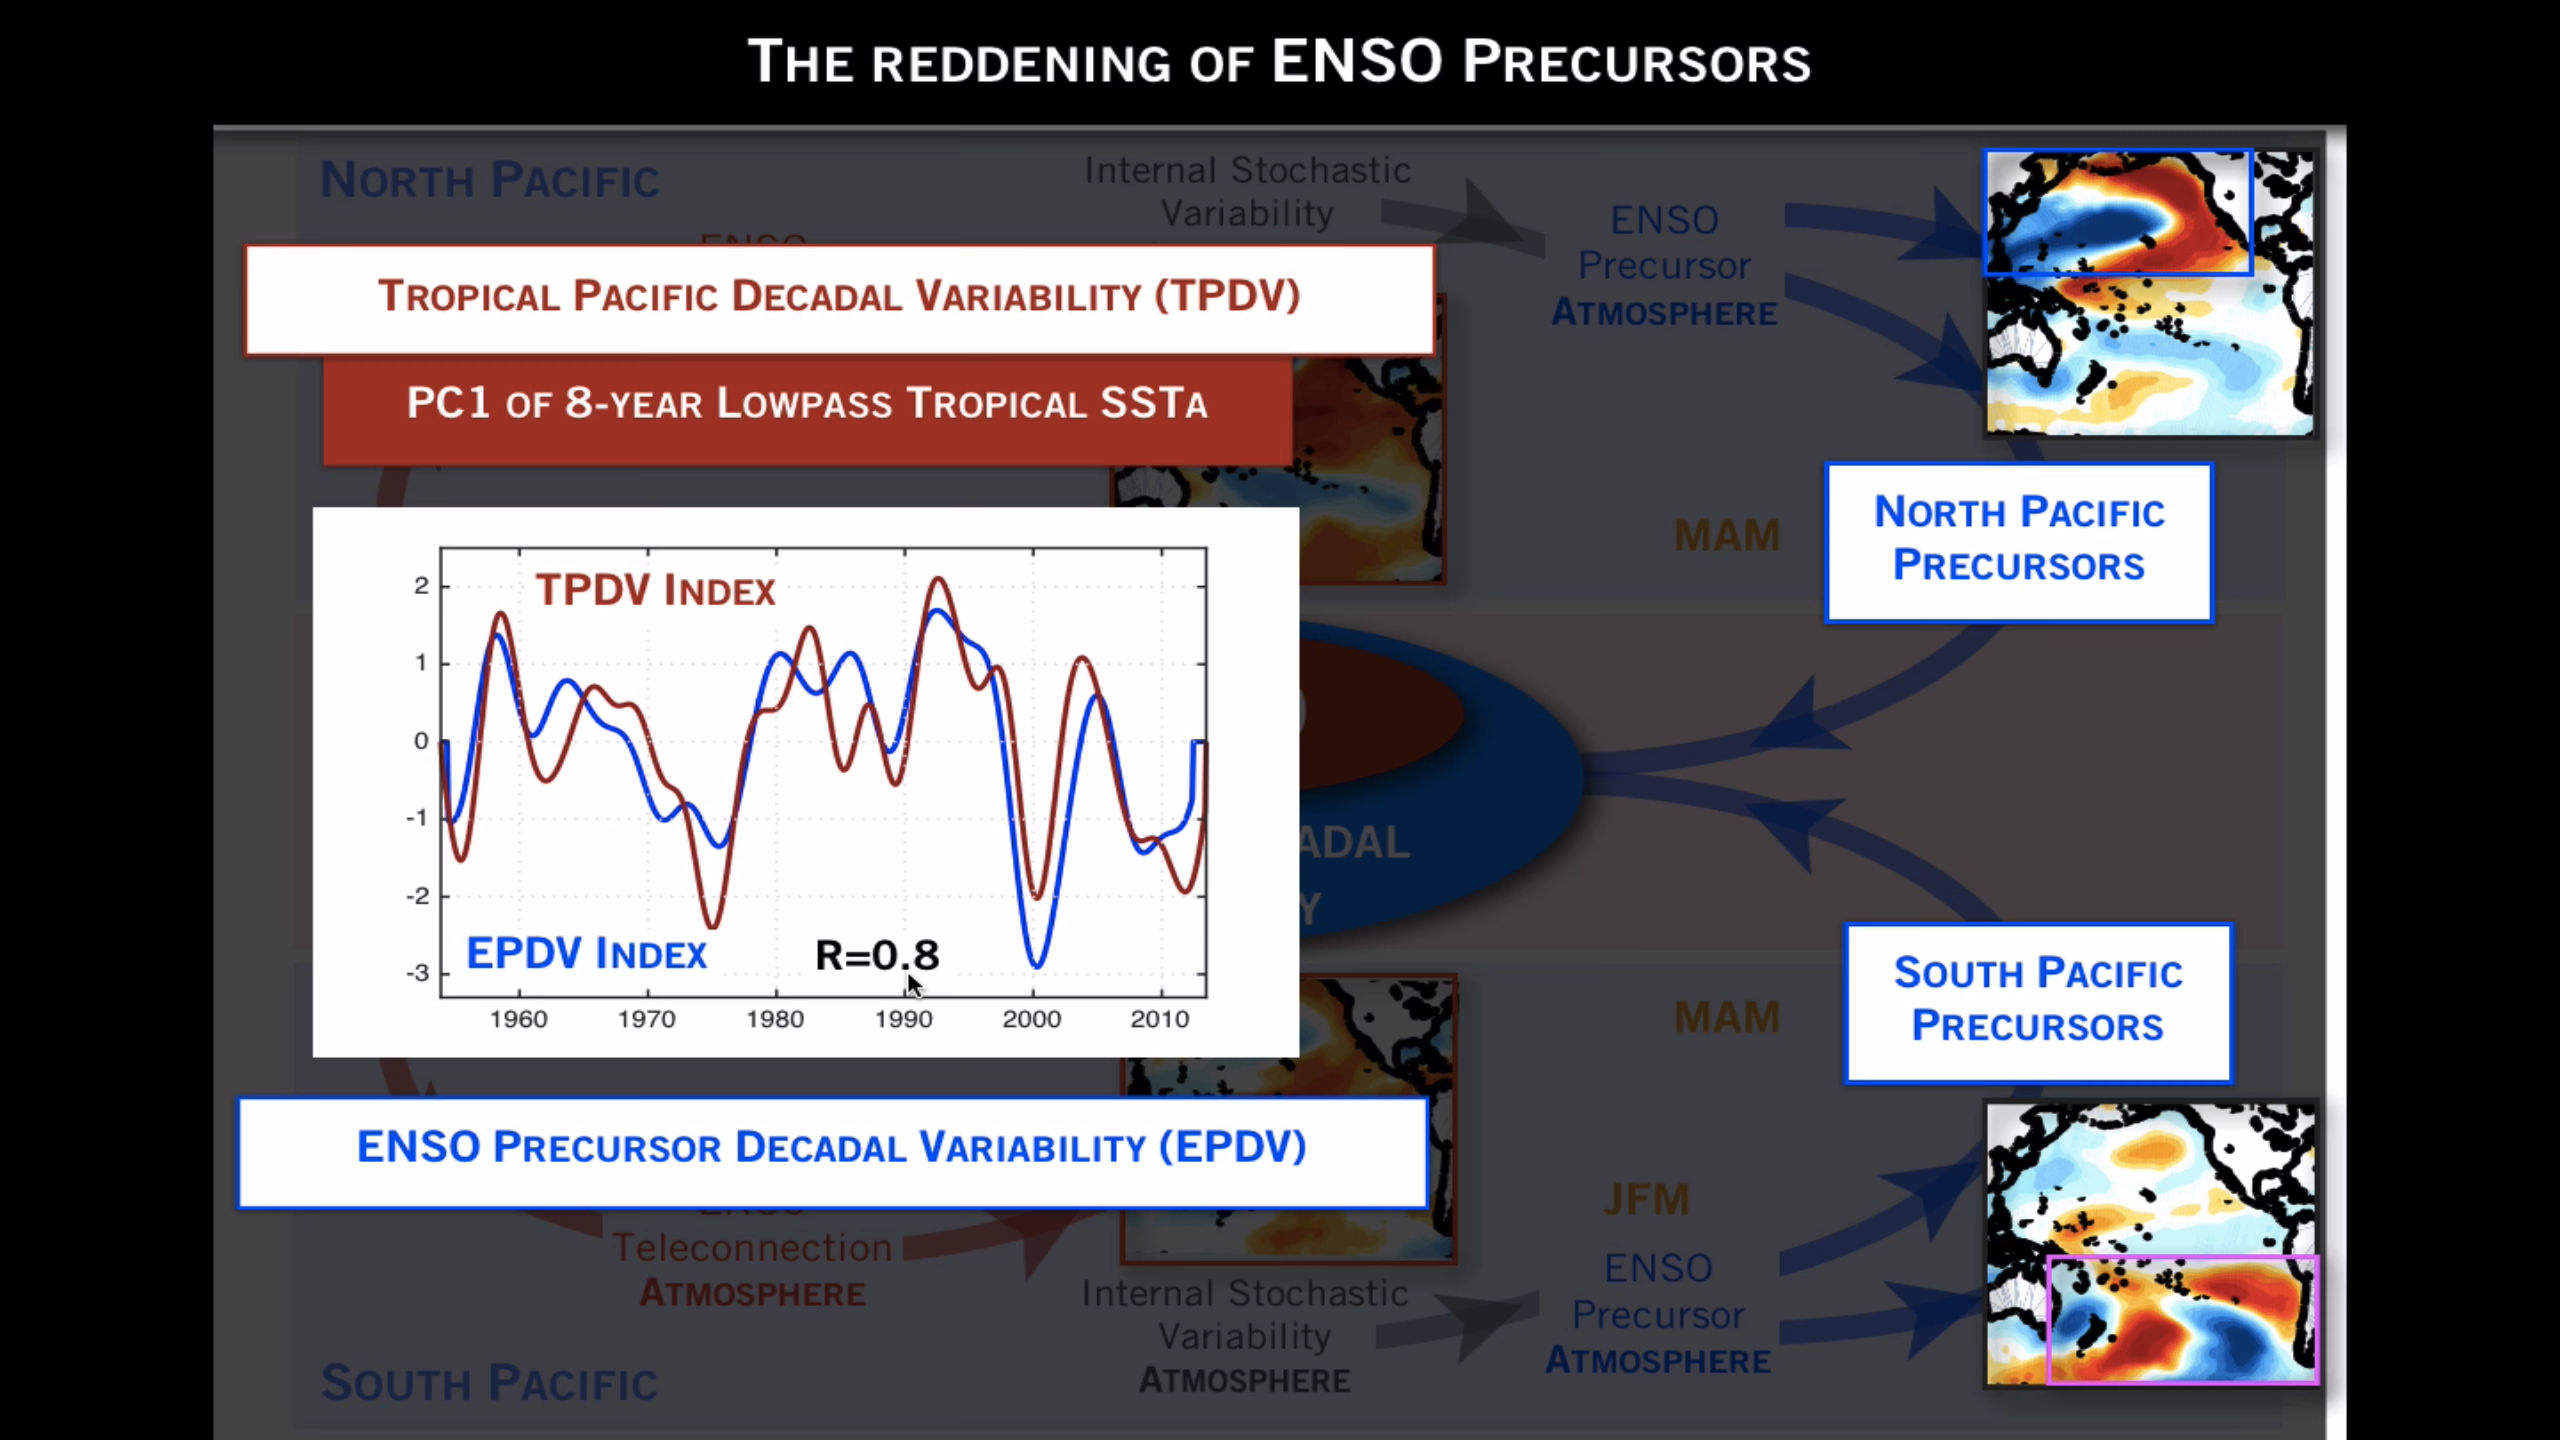 THE REDDENING OF ENSO PRECURSORS
NORTH PACIFIC
Internal Stochastic
Variability
ENSO
Precursor
ATMOSPHERE
ENSO
TROPICAL PACIFIC DECADAL VARIABILITY (TPDV)
PC1 OF 8-YEAR LOWPASS TROPICAL SSTA
MAM
NORTH PACIFIC
PRECURSORS
TPDV INDEX
2
1
0
-1
-2
-3
EPDV INDEX
R=0.8
1960 1970 1980 1990 2000 2010
ADAL
Y
MAM
SOUTH PACIFIC
PRECURSORS
ENSO PRECURSOR DECADAL VARIABILITY (EPDV)
Teleconnection
ATMOSPHERE
Internal Stochastic
Variability
ATMOSPHERE
JFM
ENSO
Precursor
ATMOSPHERE
SOUTH PACIFIC